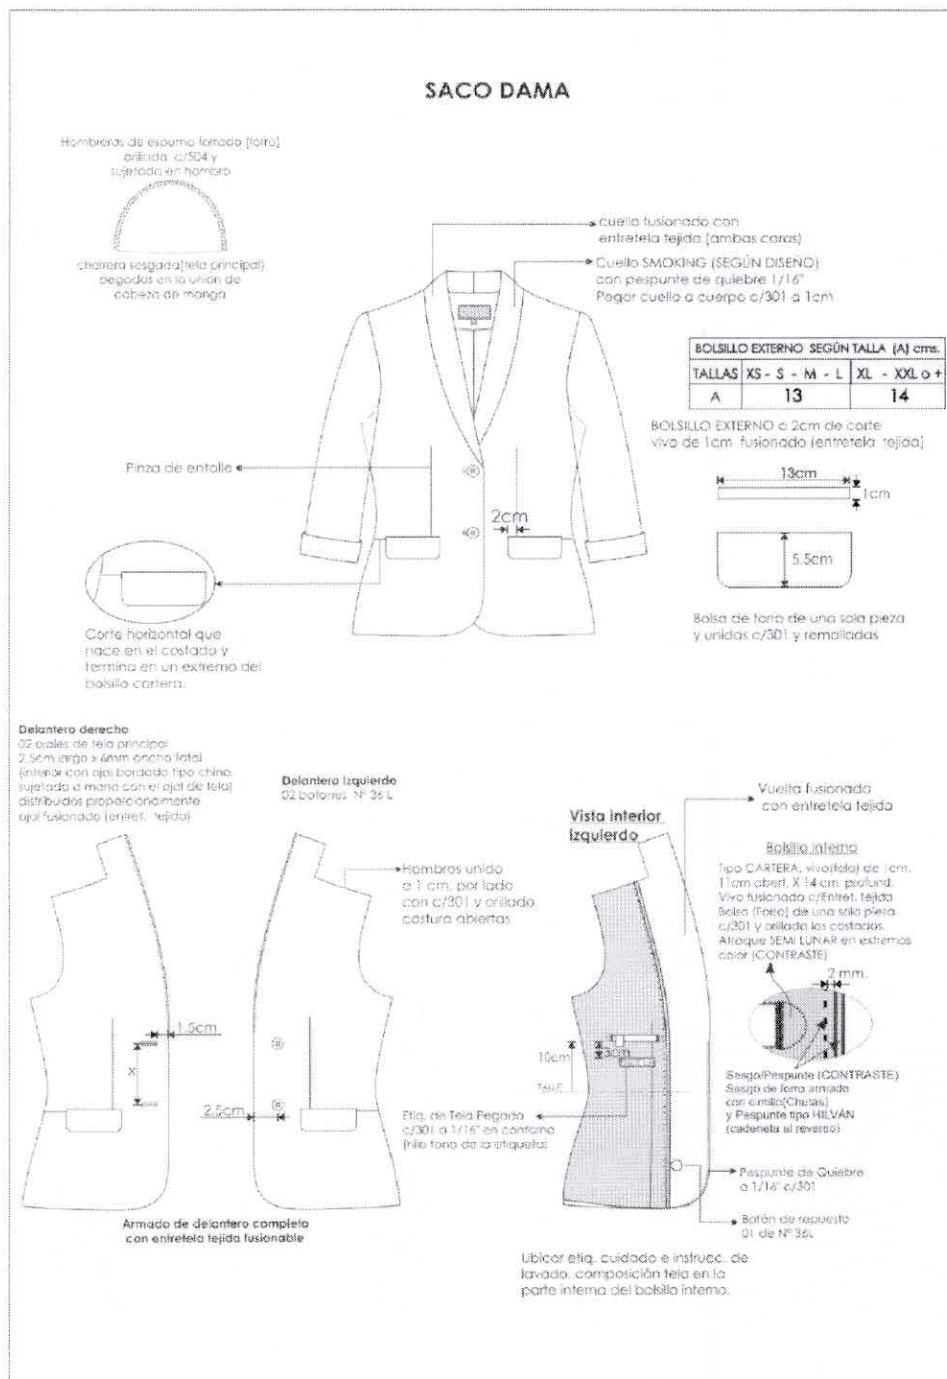 SACO DAMA
Hombreras de espuma forrado (forro)
orillada c/504 y
sujetada en hombro
charrera sesgada(tela principal)
pegadas en la unión de
cabeza de manga
cuello fusionado con
entretela tejida (ambas caras)
Cuello SMOKING (SEGÚN DISEÑO)
con pespunte de quiebre 1/16"
Pegar cuello a cuerpo c/301 a 1cm
BOLSILLO EXTERNO SEGÚN TALLA (A) cms.
TALLAS XS - S - M - L XL - XXL o +
A 13 14
BOLSILLO EXTERNO a 2cm de corte
vivo de 1cm fusionado (entretela tejida)
13cm
1cm
5.5cm
Bolsa de forro de una sola pieza
y unidas c/301 y remalladas
Pinza de entalle
2cm
Corte horizontal que
nace en el costado y
termina en un extremo del
bolsillo cartera.
Delantero derecho
02 ojales de tela principal
2.5cm largo x 6mm ancho total
(interior con ojal bordado tipo chino,
sujetada a mano con el ojal de tela)
distribuidos proporcionalmente
ojal fusionado (entret. tejida)
Delantero Izquierdo
02 botones Nº 36 L
Hombros unido
a 1 cm. por lado
con c/301 y orillado
costura abiertas
1.5cm
X
2.5cm
Armado de delantero completo
con entretela tejida fusionable
Vista interior
Izquierdo
Vuelta fusionada
con entretela tejida
Bolsillo interno
Tipo CARTERA, vivo(tela) de 1cm.
11cm abert. X 14 cm. profund.
Vivo fusionado c/Entret. tejida
Bolsa (Forro) de una sola pieza
c/301 y orillada los costados.
Atraque SEMI LUNAR en extremos
color (CONTRASTE)
2 mm.
10cm
3cm
TALLE
Etiq. de Tela Pegado
c/301 a 1/16" en contorno
(hilo tono de la etiqueta)
Sesgo/Pespunte (CONTRASTE)
Sesgo de forro armado
con cintillo(Chutas)
y Pespunte tipo HILVÁN
(cadeneta al reverso)
Pespunte de Quiebre
a 1/16" c/301
Botón de repuesto
01 de Nº 36L
Ubicar etiq. cuidado e instrucc. de
lavado, composición tela en la
parte interna del bolsillo interno.